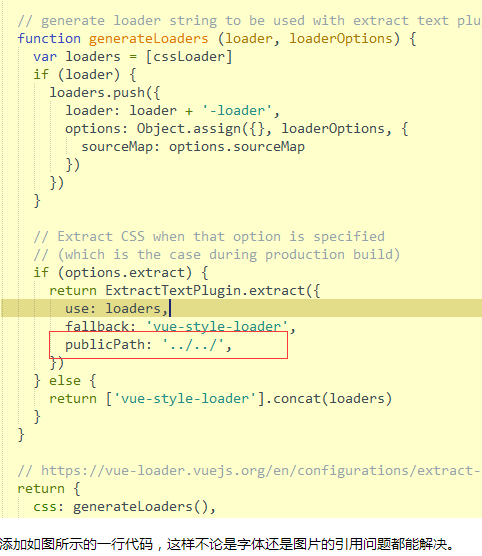 // generate loader string to be used with extract text plu
function generateLoaders (loader, loaderOptions) {
  var loaders = [cssLoader]
  if (loader) {
    loaders.push({
      loader: loader + '-loader',
      options: Object.assign({}, loaderOptions, {
        sourceMap: options.sourceMap
      })
    })
  }

  // Extract CSS when that option is specified
  // (which is the case during production build)
  if (options.extract) {
    return ExtractTextPlugin.extract({
      use: loaders,
      fallback: 'vue-style-loader',
      publicPath: '../../',
    })
  } else {
    return ['vue-style-loader'].concat(loaders)
  }
}

// https://vue-loader.vuejs.org/en/configurations/extract-
return {
  css: generateLoaders(),
添加如图所示的一行代码，这样不论是字体还是图片的引用问题都能解决。